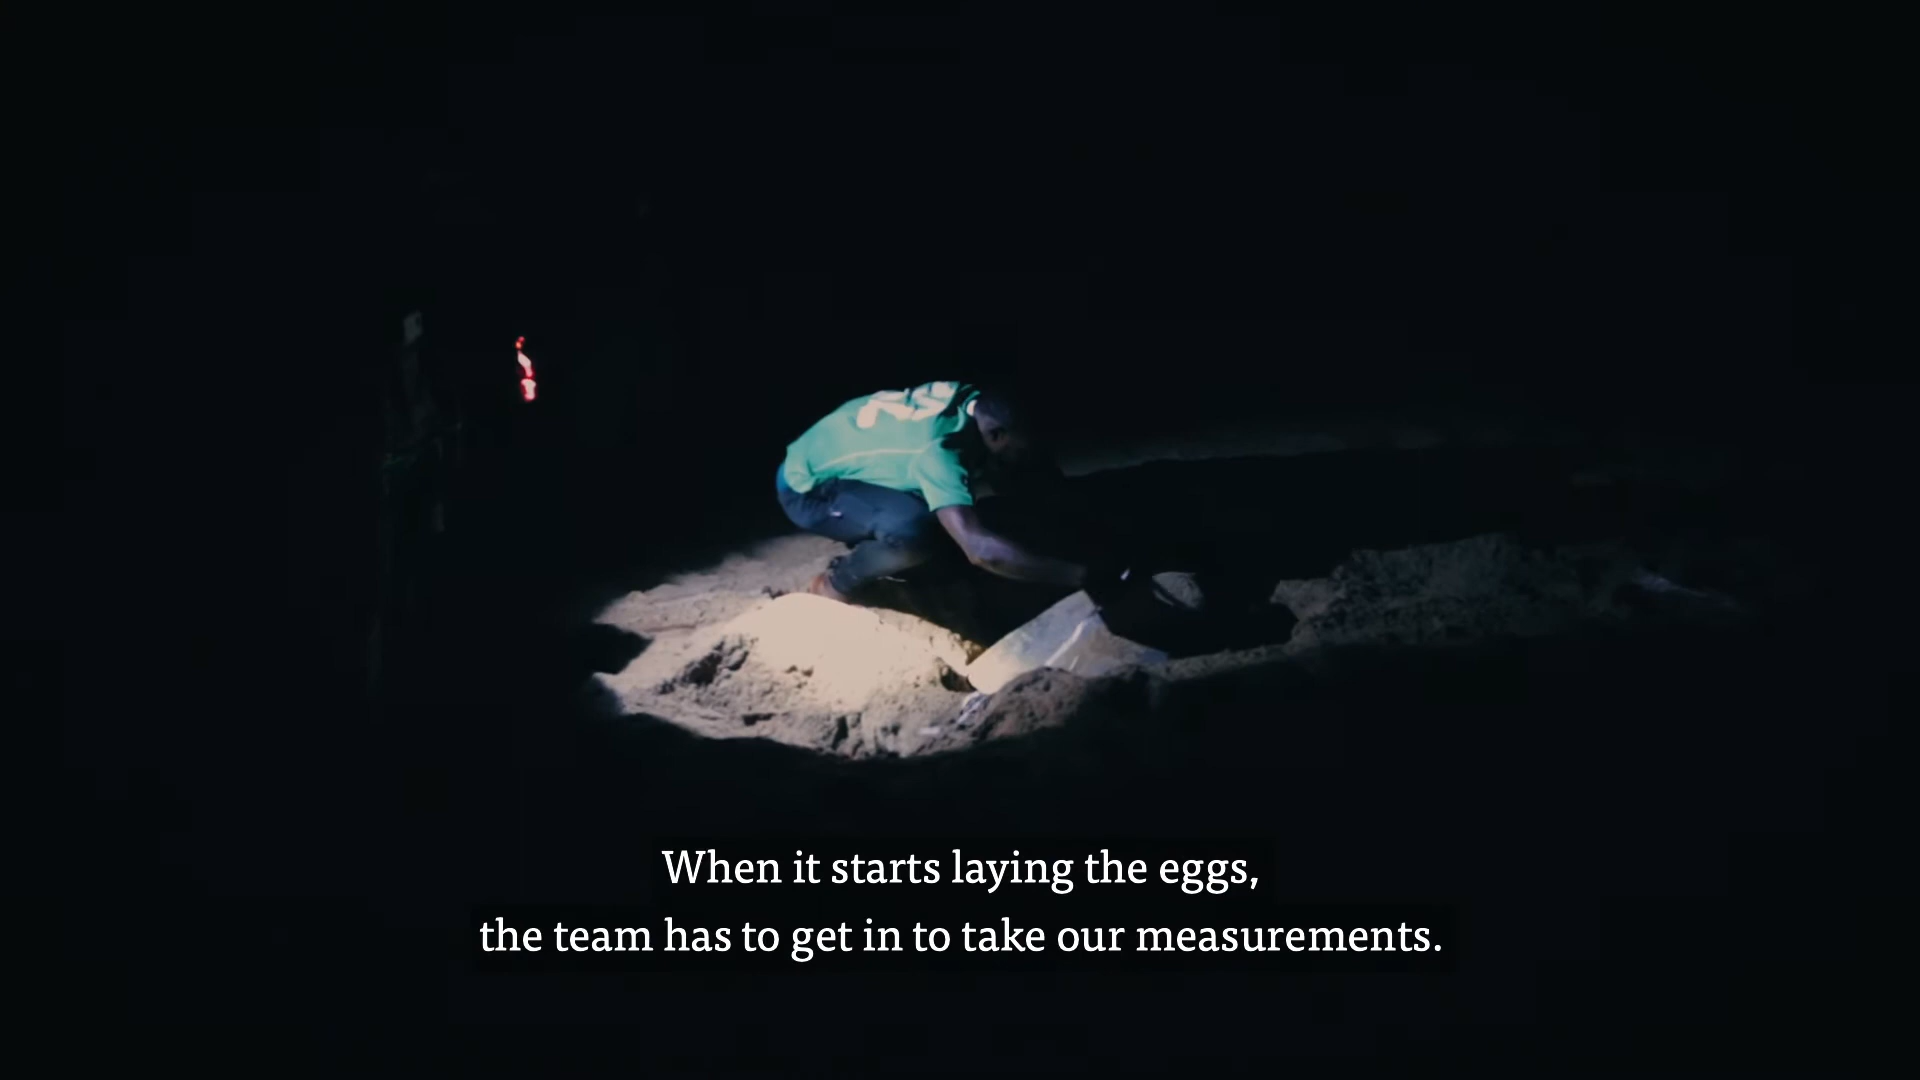 When it starts laying the eggs,
the team has to get in to take our measurements.